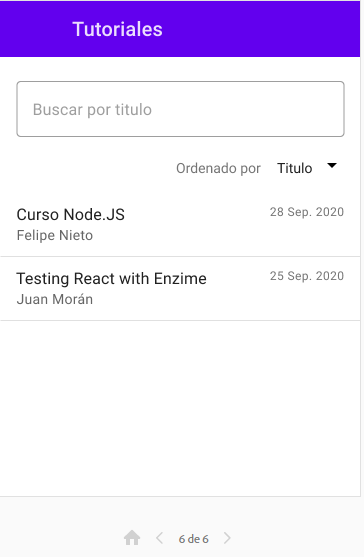 Tutoriales
Buscar por titulo
Ordenado por Titulo
Curso Node.JS 28 Sep. 2020
Felipe Nieto
Testing React with Enzime 25 Sep. 2020
Juan Morán
6 de 6